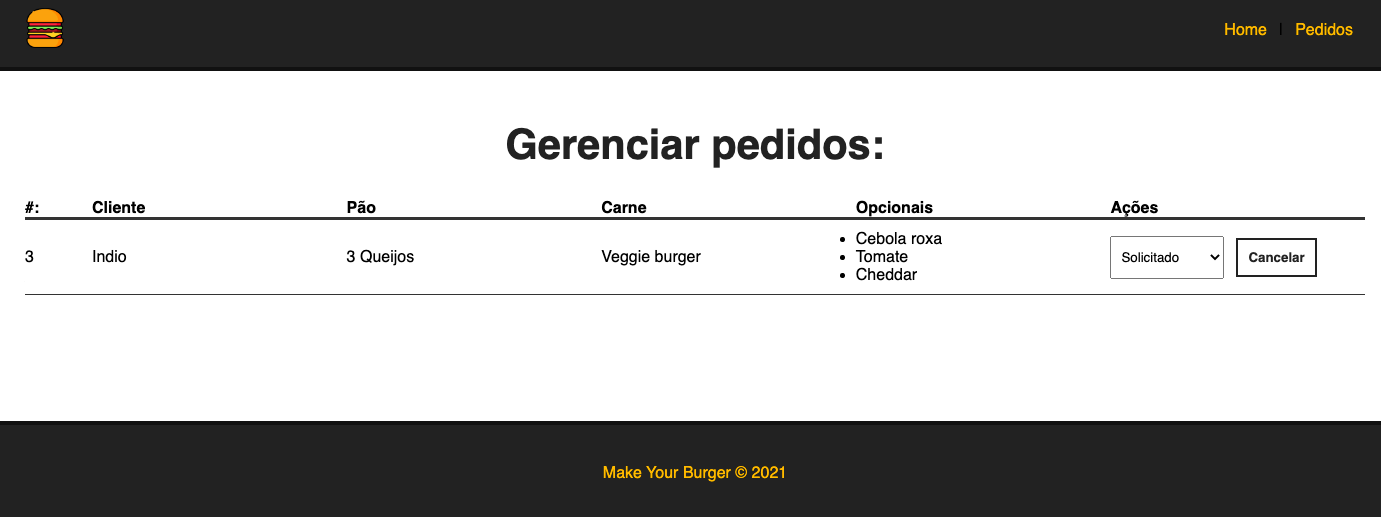 Home | Pedidos
Gerenciar pedidos:
#: Cliente Pão Carne Opcionais Ações
3 Indio 3 Queijos Veggie burger
• Cebola roxa
• Tomate
• Cheddar
Solicitado Cancelar
Make Your Burger © 2021